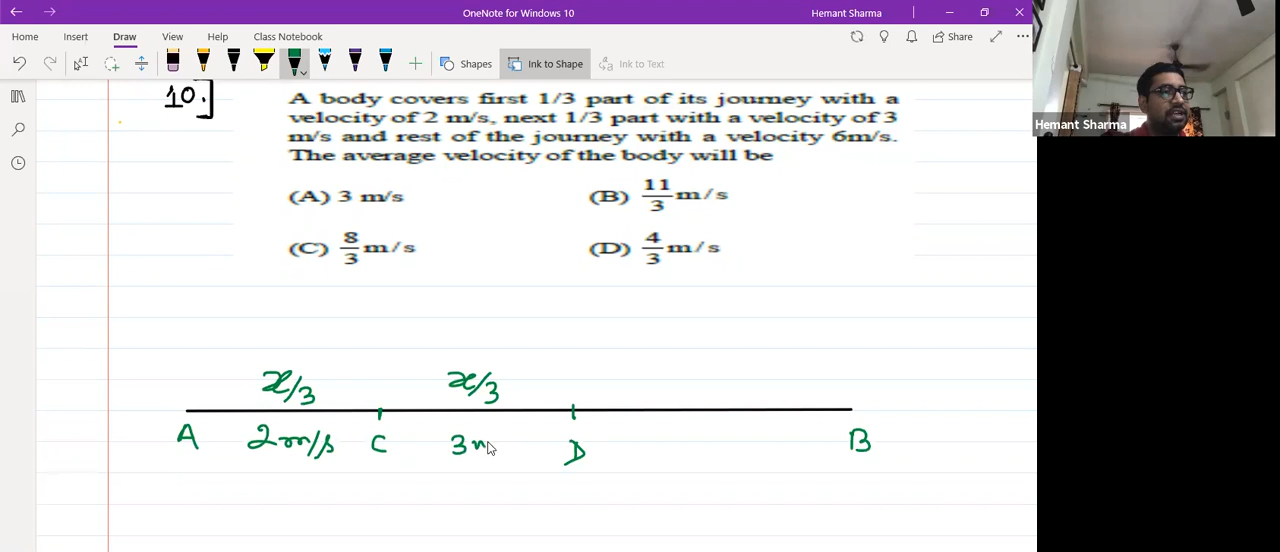 OneNote for Windows 10
Hemant Sharma
Home Insert Draw View Help Class Notebook
Share
Shapes Ink to Shape Ink to Text
10.]
A body covers first 1/3 part of its journey with a
velocity of 2 m/s, next 1/3 part with a velocity of 3
m/s and rest of the journey with a velocity 6m/s.
The average velocity of the body will be
(A) 3 m/s
(B) 11/3 m/s
(C) 8/3 m/s
(D) 4/3 m/s
x/3 x/3
A 2m/s C 3m D B
Hemant Sharma